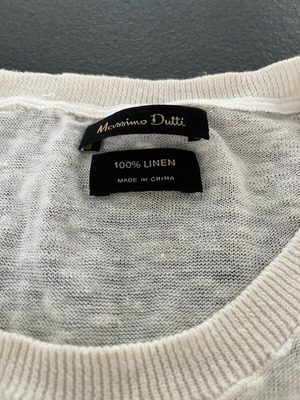 Massimo Dutti
100% LINEN
MADE IN CHINA